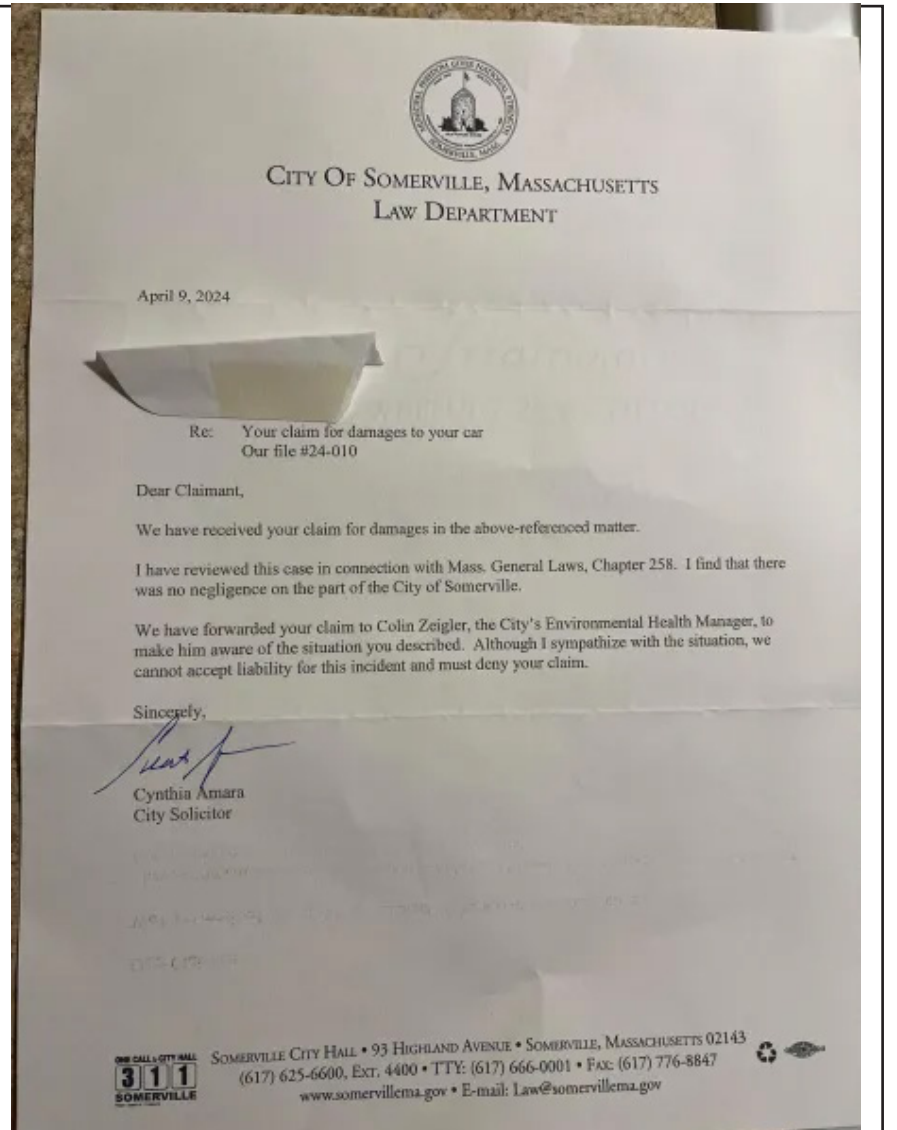 MUNICIPAL FREEDOM GIVES NATIONAL STRENGTH
SOMERVILLE, MASS.
CITY OF SOMERVILLE, MASSACHUSETTS
LAW DEPARTMENT
April 9, 2024
Re: Your claim for damages to your car
Our file #24-010
Dear Claimant,
We have received your claim for damages in the above-referenced matter.
I have reviewed this case in connection with Mass. General Laws, Chapter 258. I find that there
was no negligence on the part of the City of Somerville.
We have forwarded your claim to Colin Zeigler, the City's Environmental Health Manager, to
make him aware of the situation you described. Although I sympathize with the situation, we
cannot accept liability for this incident and must deny your claim.
Sincerely,
Cynthia Amara
City Solicitor
ONE CALL to CITY HALL
311
SOMERVILLE
SOMERVILLE CITY HALL • 93 HIGHLAND AVENUE • SOMERVILLE, MASSACHUSETTS 02143
(617) 625-6600, EXT. 4400 • TTY: (617) 666-0001 • FAX: (617) 776-8847
www.somervillema.gov • E-mail: Law@somervillema.gov